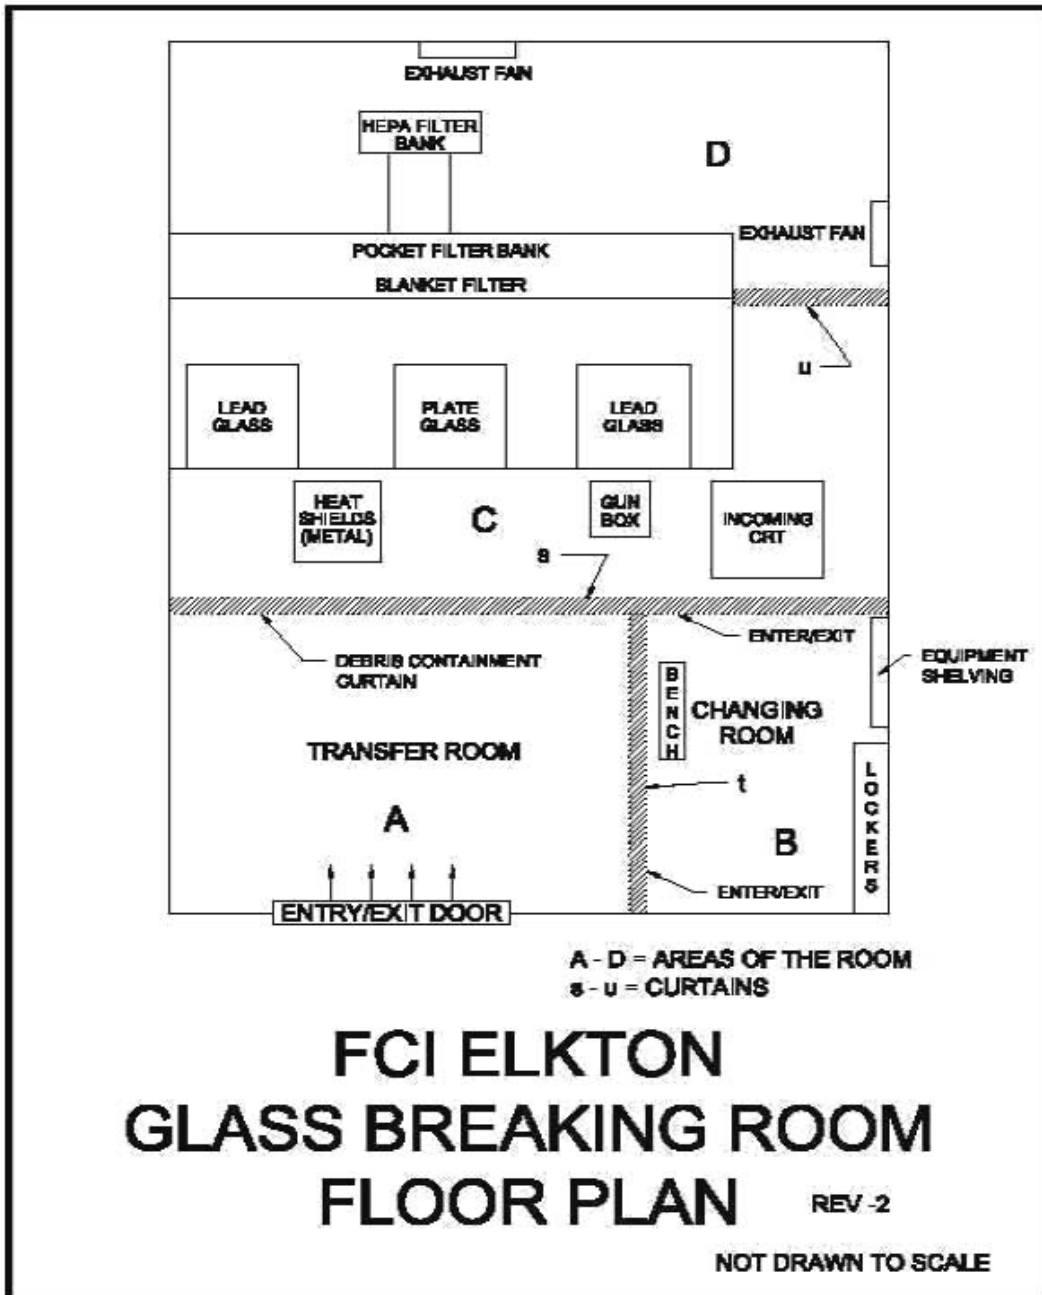 EXHAUST FAN
HEPA FILTER
BANK
D
EXHAUST FAN
POCKET FILTER BANK
BLANKET FILTER
u
LEAD
GLASS
PLATE
GLASS
LEAD
GLASS
HEAT
SHIELDS
(METAL)
C
GUN
BOX
INCOMING
CRT
s
ENTER/EXIT
DEBRIS CONTAINMENT
CURTAIN
EQUIPMENT
SHELVING
BENCH
CHANGING
ROOM
TRANSFER ROOM
t
LOCKERS
A
B
ENTER/EXIT
ENTRY/EXIT DOOR
A - D = AREAS OF THE ROOM
s - u = CURTAINS
FCI ELKTON
GLASS BREAKING ROOM
FLOOR PLAN
REV -2
NOT DRAWN TO SCALE